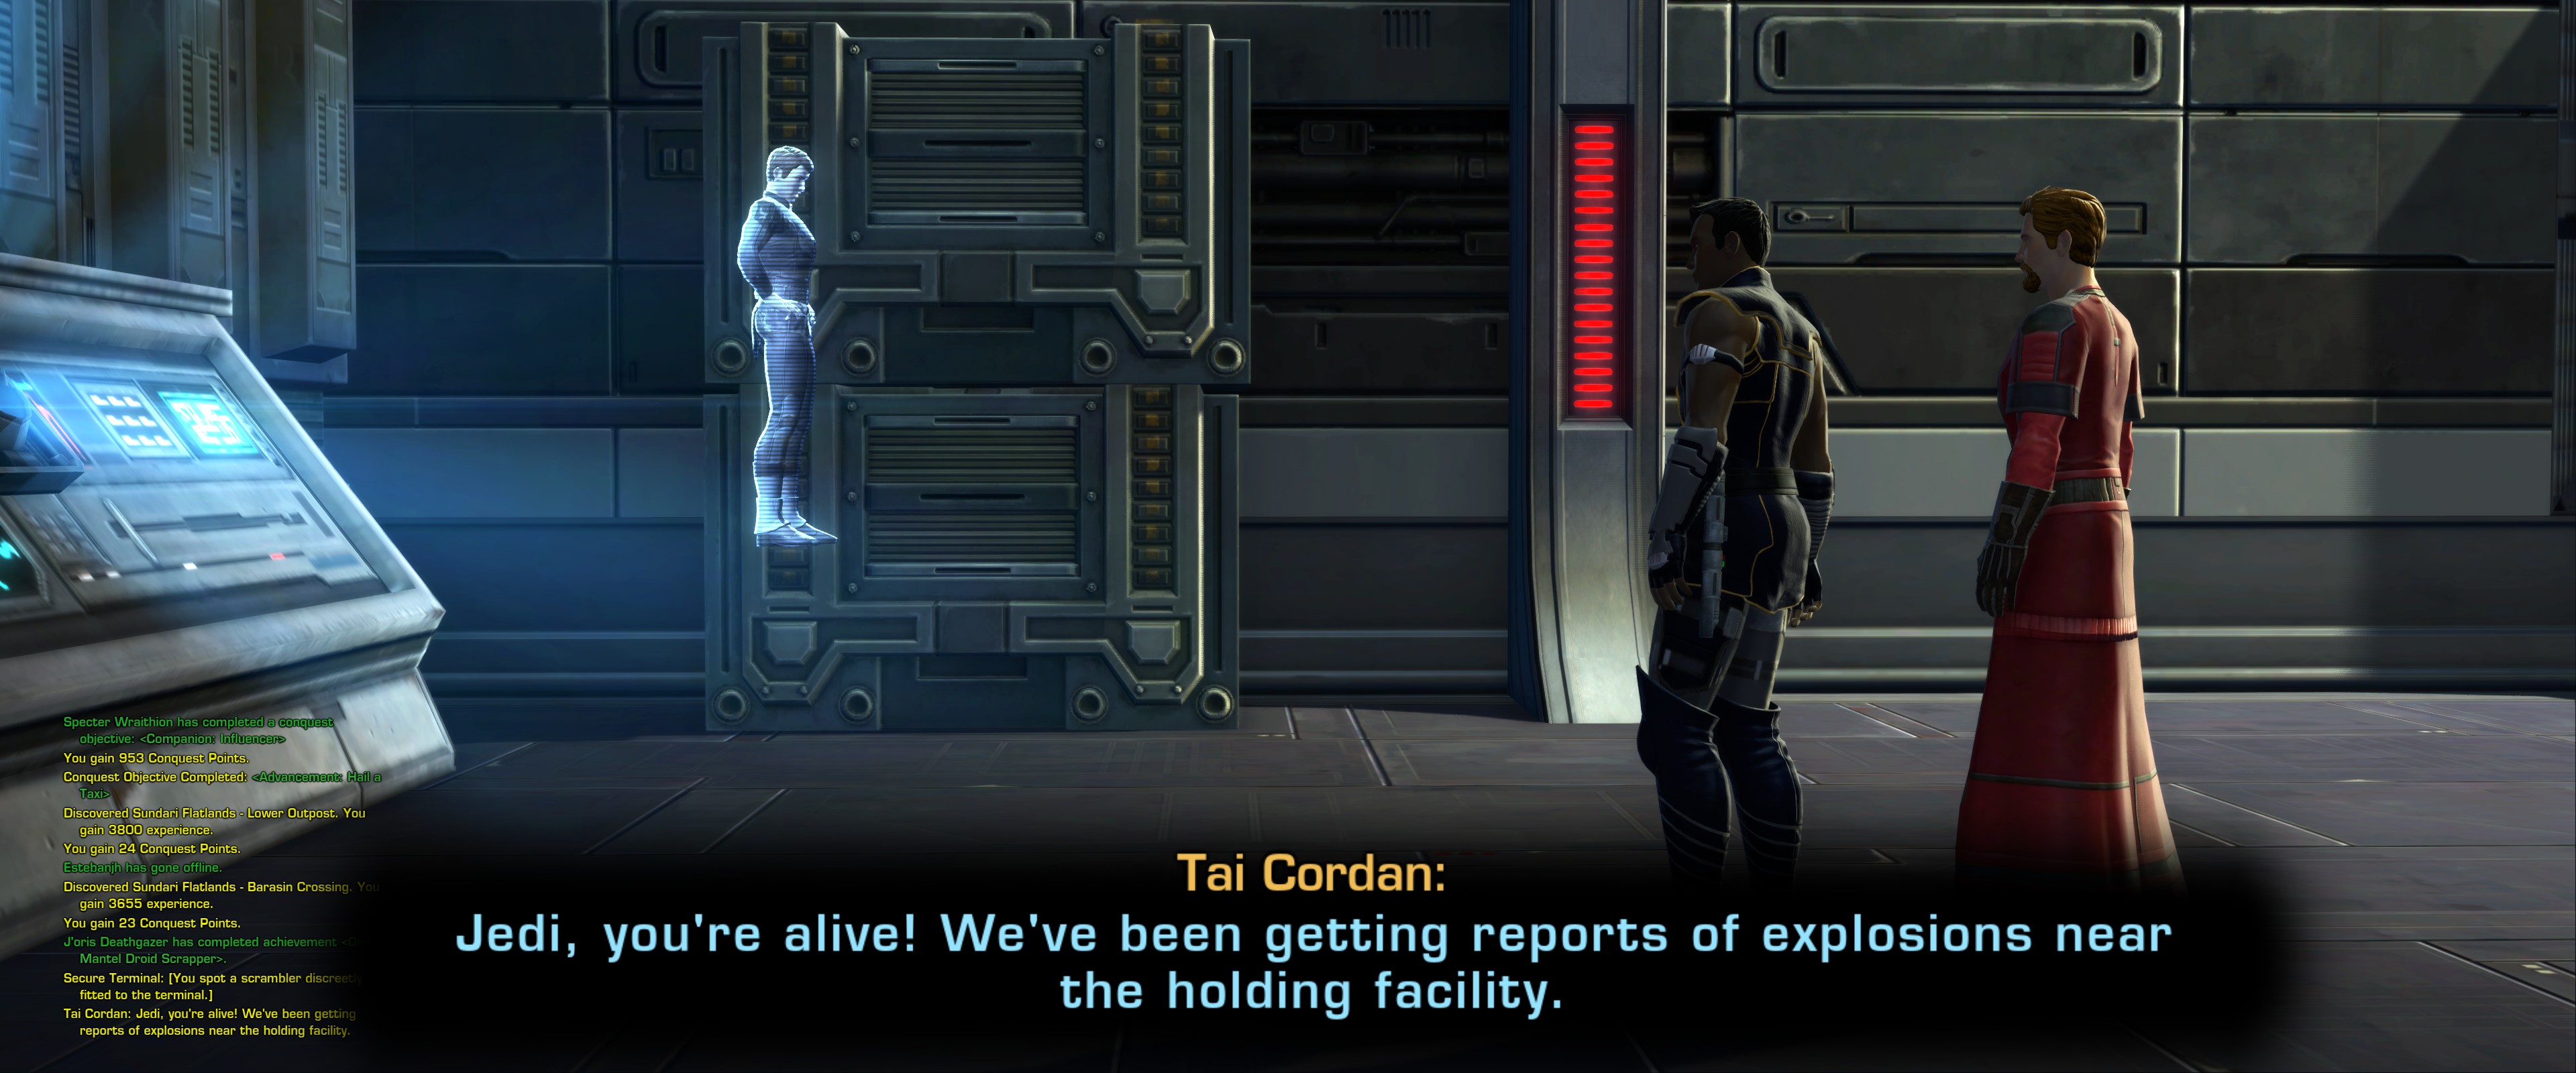 Specter Wraithion has completed a conquest
objective: <Companion: Influencer>
You gain 953 Conquest Points.
Conquest Objective Completed: <Advancement: Hail a
Taxi>
Discovered Sundari Flatlands - Lower Outpost. You
gain 3800 experience.
You gain 24 Conquest Points.
Estebanjh has gone offline.
Discovered Sundari Flatlands - Barasin Crossing. You
gain 3655 experience.
You gain 23 Conquest Points.
J'oris Deathgazer has completed achievement
Mantel Droid Scrapper>.
Secure Terminal: [You spot a scrambler discreetly
fitted to the terminal.]
Tai Cordan: Jedi, you're alive! We've been getting
reports of explosions near the holding facility.
Tai Cordan:
Jedi, you're alive! We've been getting reports of explosions near
the holding facility.